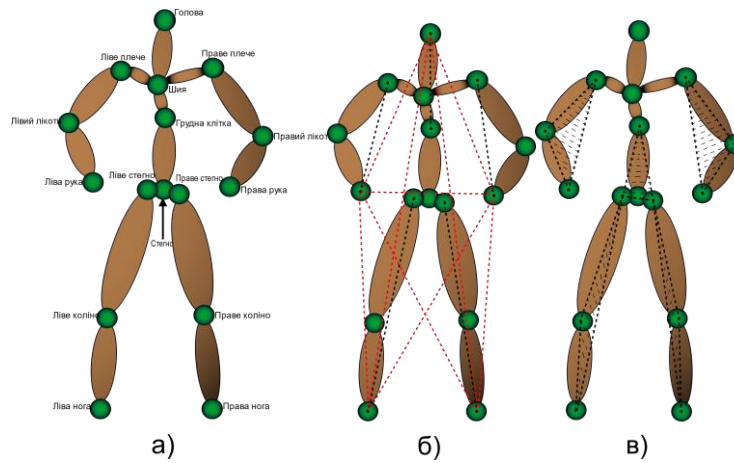 Голова
Ліве плече
Праве плече
Шия
Грудна клітка
Лівий лікоть
Правий лікоть
Ліва рука
Ліве стегно
Праве стегно
Права рука
Стегно
Ліве коліно
Праве коліно
Ліва нога
Права нога
а)
б)
в)